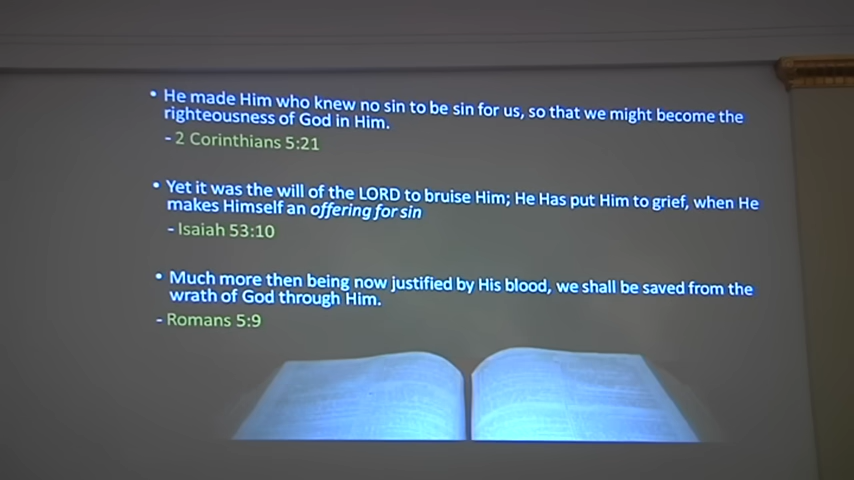 • He made Him who knew no sin to be sin for us, so that we might become the
righteousness of God in Him.
- 2 Corinthians 5:21
• Yet it was the will of the LORD to bruise Him; He Has put Him to grief, when He
makes Himself an offering for sin
- Isaiah 53:10
• Much more then being now justified by His blood, we shall be saved from the
wrath of God through Him.
- Romans 5:9